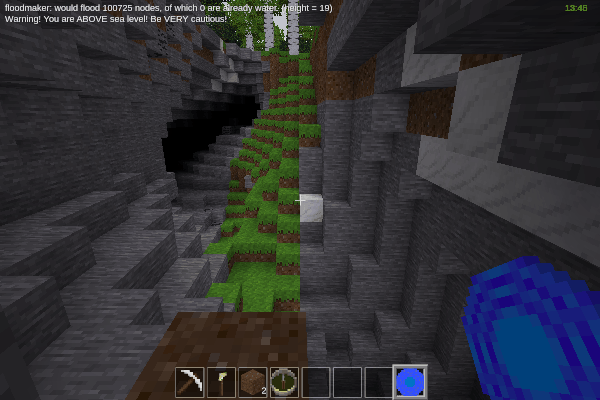 floodmaker: would flood 100725 nodes, of which 0 are already water. (height = 19)
Warning! You are ABOVE sea level! Be VERY cautious!
13:46
2